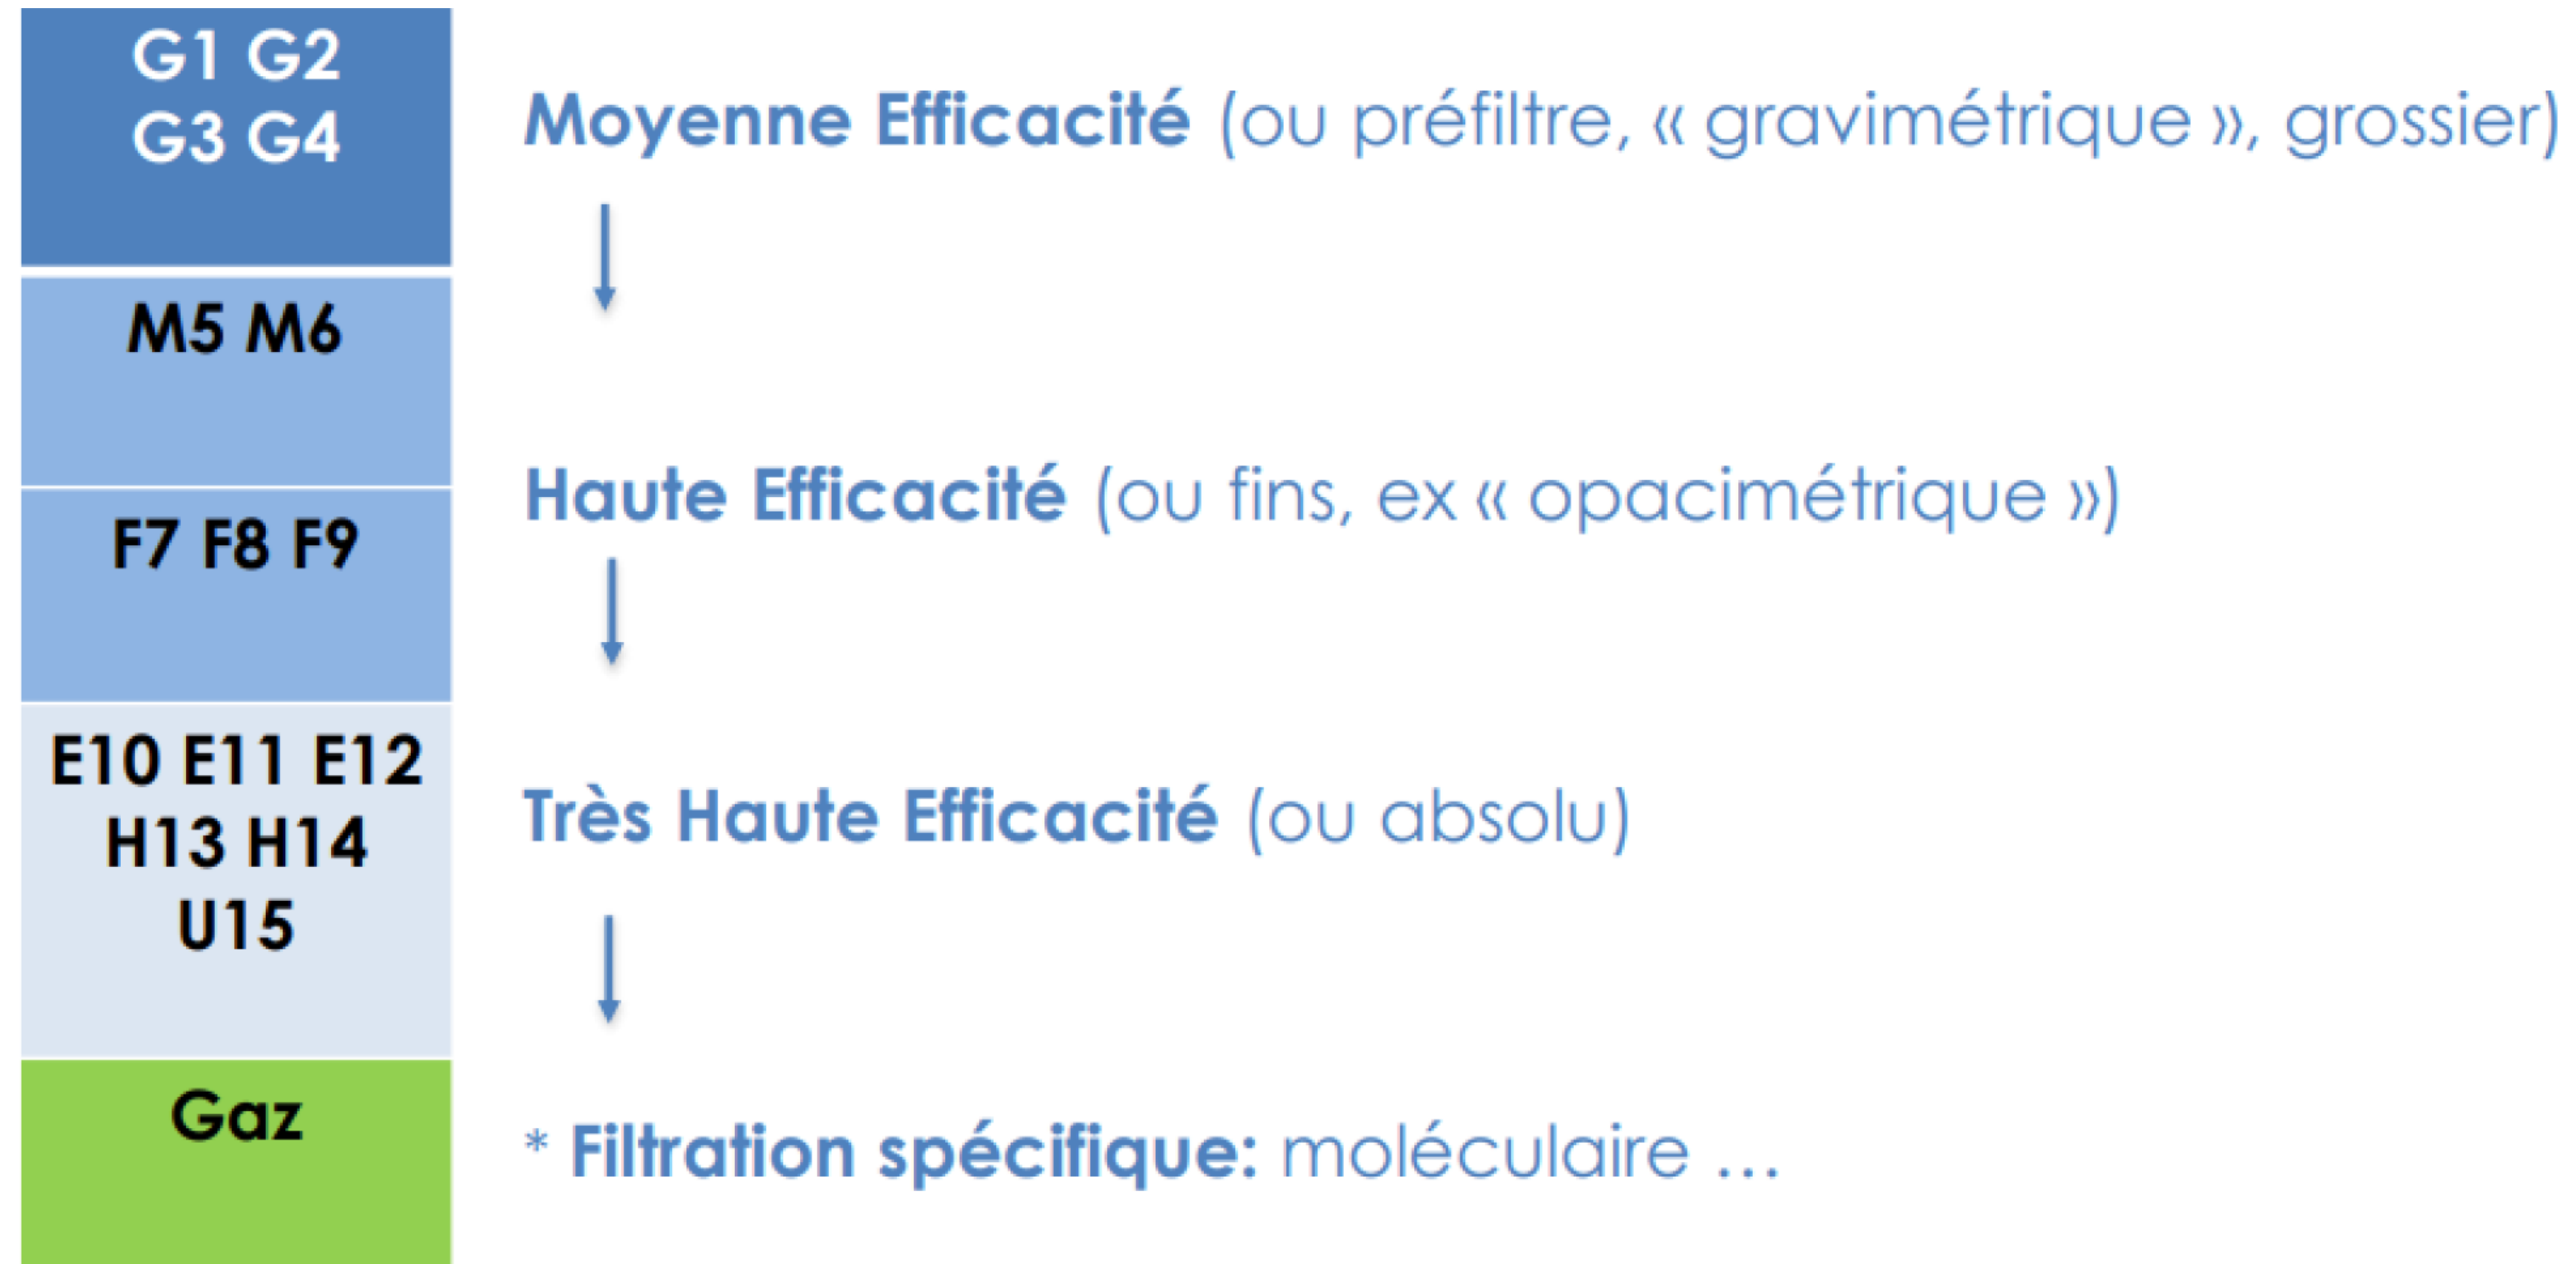 G1 G2
G3 G4
Moyenne Efficacité (ou préfiltre, « gravimétrique », grossier)
M5 M6
Haute Efficacité (ou fins, ex « opacimétrique »)
F7 F8 F9
E10 E11 E12
H13 H14
U15
Très Haute Efficacité (ou absolu)
Gaz
* Filtration spécifique: moléculaire ...